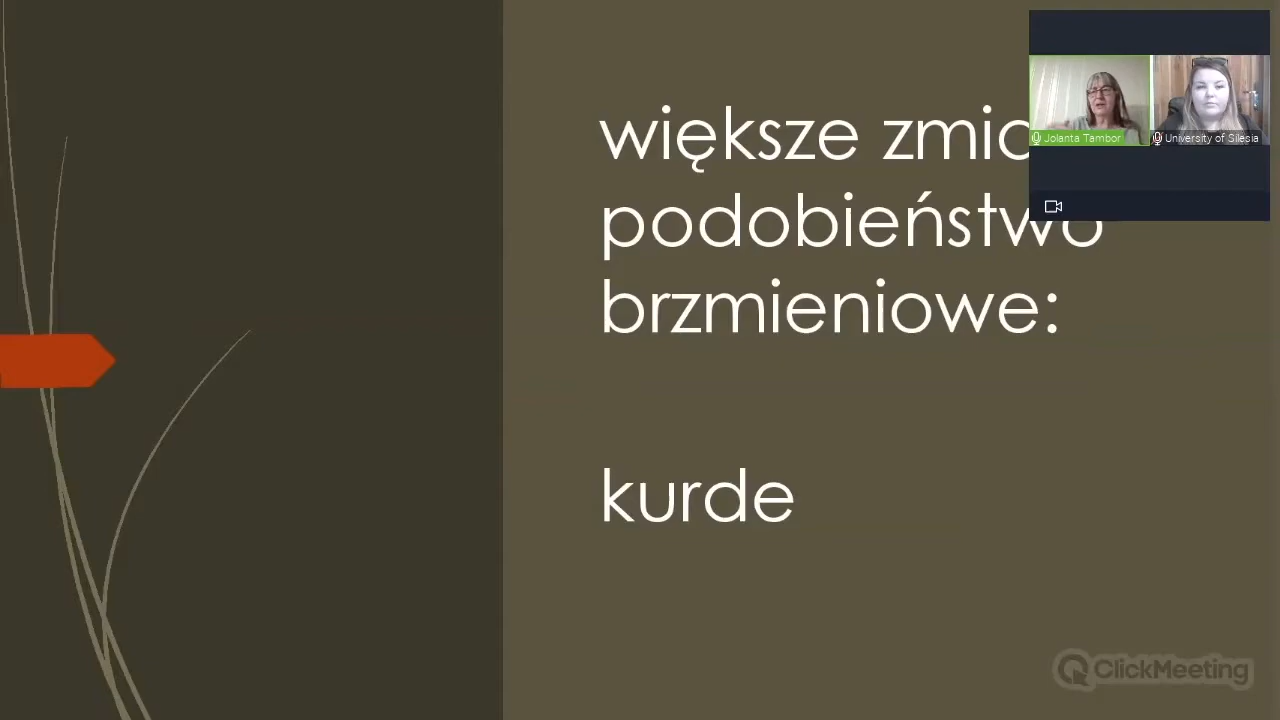 większe
podobieństwo
brzmieniowe:
kurde
Jolanta Tambor
University of Silesia
ClickMeeting